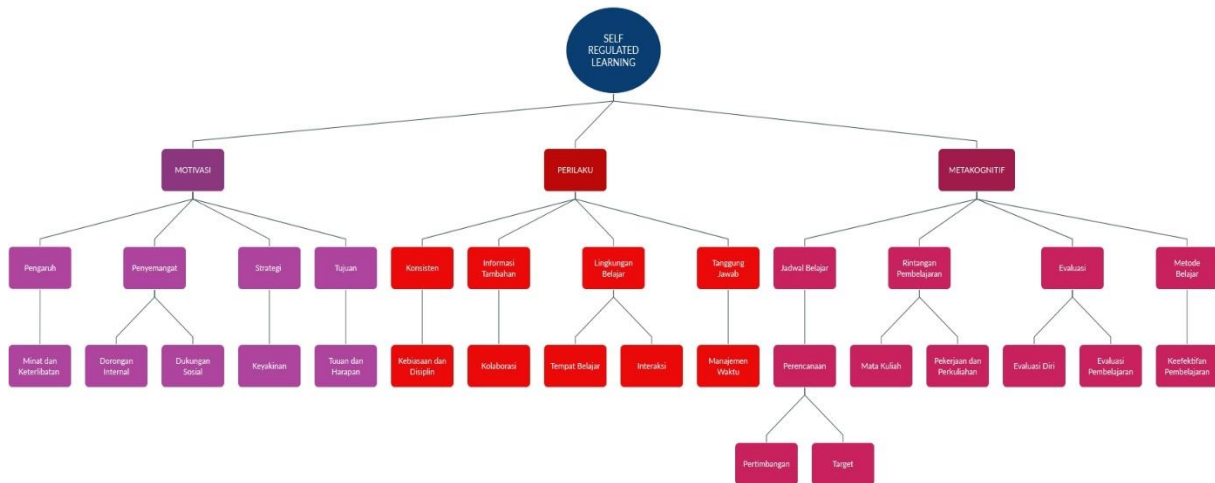 SELF
REGULATED
LEARNING
MOTIVASI
PERILAKU
METAKOGNITIF
Pengaruh
Penyemangat
Strategi
Tujuan
Konsisten
Informasi
Tambahan
Lingkungan
Belajar
Tanggung
Jawab
Jadwal Belajar
Rintangan
Pembelajaran
Evaluasi
Metode
Belajar
Minat dan
Keterlibatan
Dorongan
Internal
Dukungan
Sosial
Keyakinan
Tuuan dan
Harapan
Kebiasaan dan
Disiplin
Kolaborasi
Tempat Belajar
Interaksi
Manajemen
Waktu
Perencanaan
Mata Kuliah
Pekerjaan dan
Perkuliahan
Evaluasi Diri
Evaluasi
Pembelajaran
Keefektifan
Pembelajaran
Pertimbangan
Target